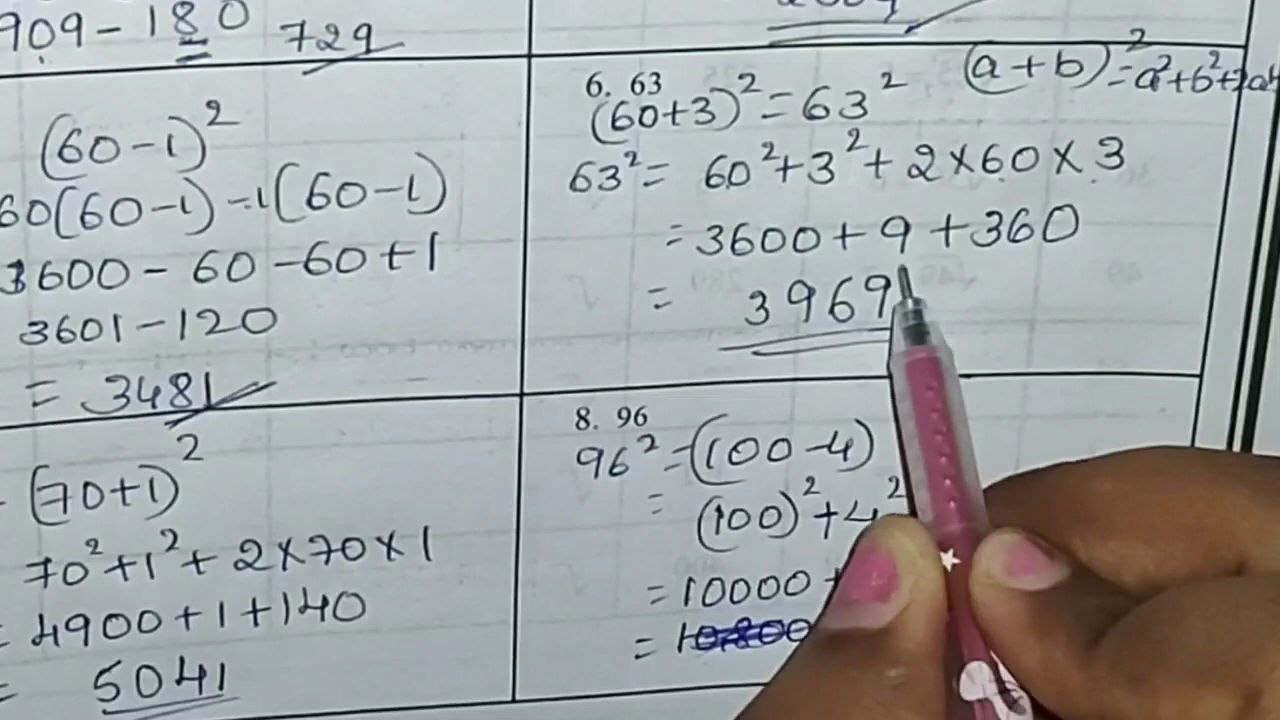 909 - 180 729
(60-1)²
60(60-1) -1(60-1)
3600 - 60 - 60 + 1
3601 - 120
= 3481
(70+1)²
70² + 1² + 2×70×1
= 4900 + 1 + 140
= 5041
(a+b)² = a²+b²+2ab
6. 63
(60+3)² = 63²
63² = 60² + 3² + 2×60×3
= 3600 + 9 + 360
= 3969
8. 96
96² = (100-4)
= (100)² + 4²
= 10000 +